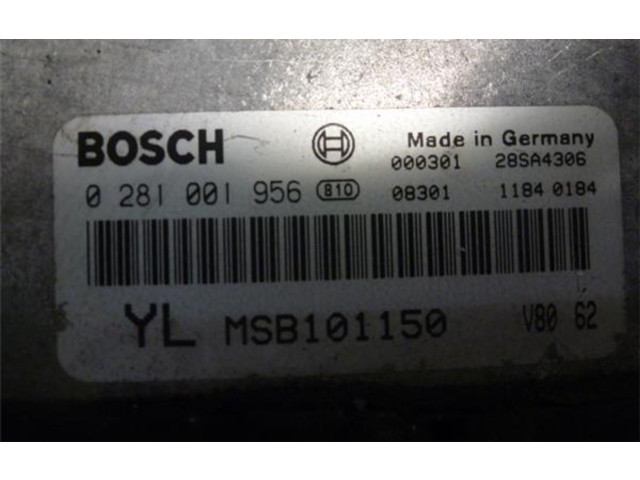 BOSCH Made in Germany
000301 28SA4306
0 281 001 956 810 08301 1184 0184
YL MSB101150 V80 62